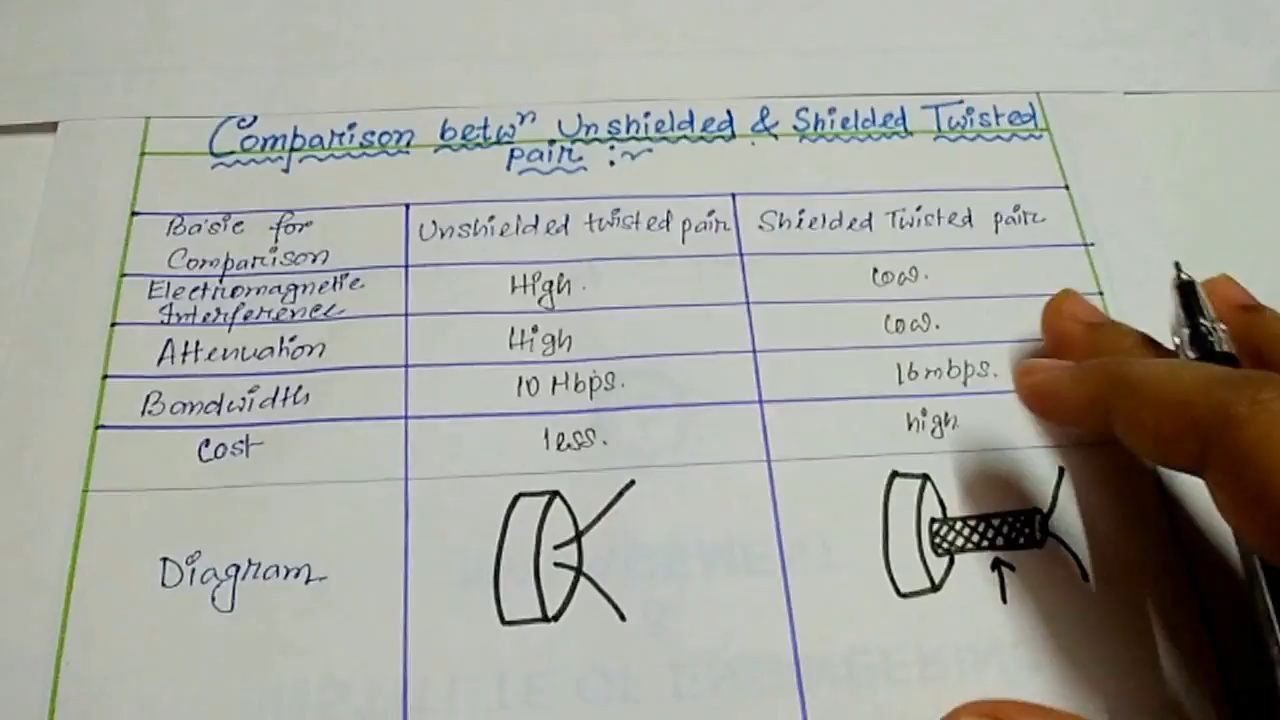 Comparison betwn Unshielded & Shielded Twisted
pair :~
Basic for
Comparison
Unshielded twisted pair
Shielded Twisted pair
Electromagnetic
Interference
High.
Low.
Attenuation
High
Low.
Bandwidth
10 Mbps.
16 mbps.
Cost
less.
high.
Diagram